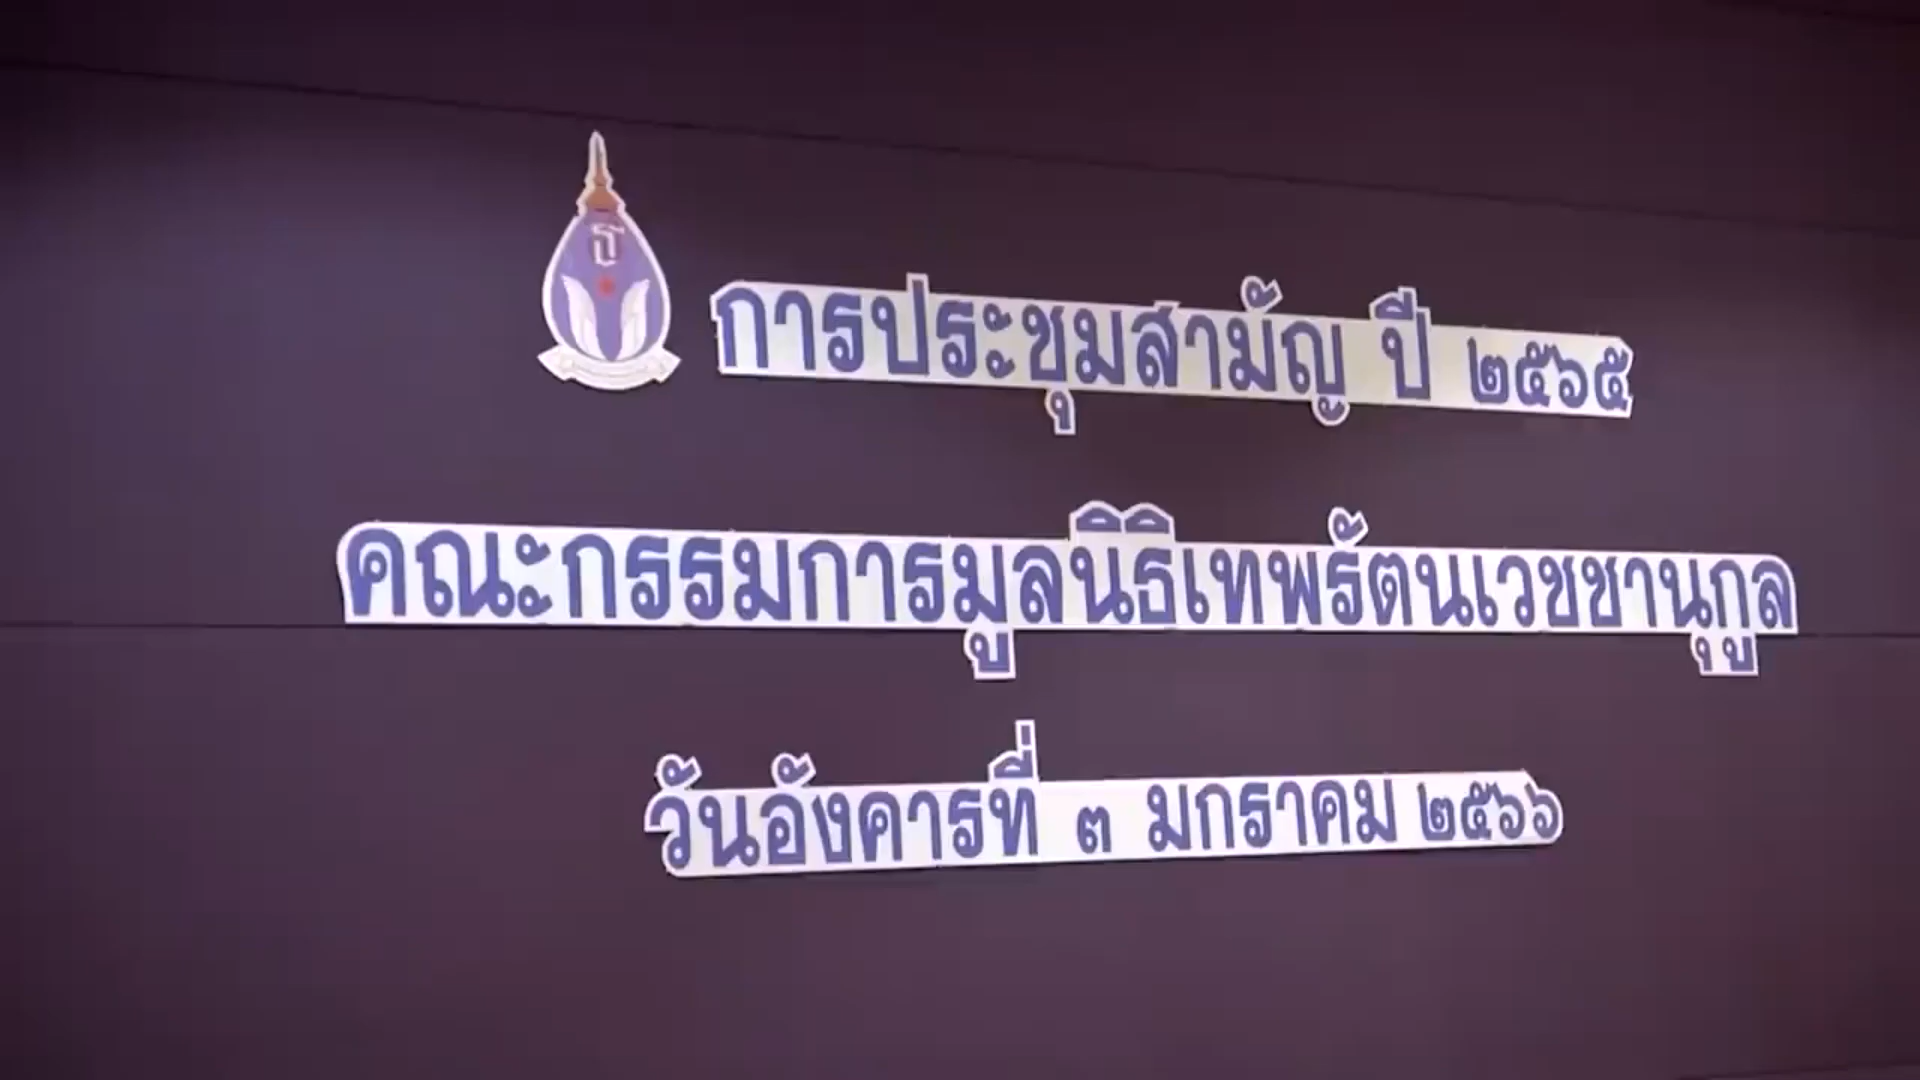 การประชุมสามัญ ปี ๒๕๖๕
คณะกรรมการมูลนิธิเทพรัตนเวชชานุกูล
วันอังคารที่ ๓ มกราคม ๒๕๖๖